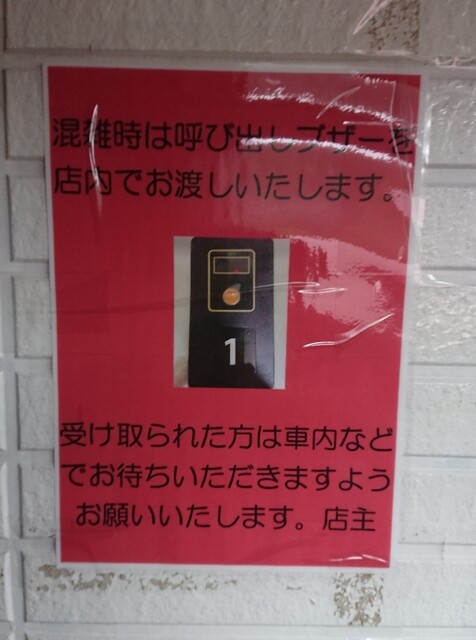 混雑時は呼び出しブザーを
店内でお渡しいたします。
1
受け取られた方は車内など
でお待ちいただきますよう
お願いいたします。店主